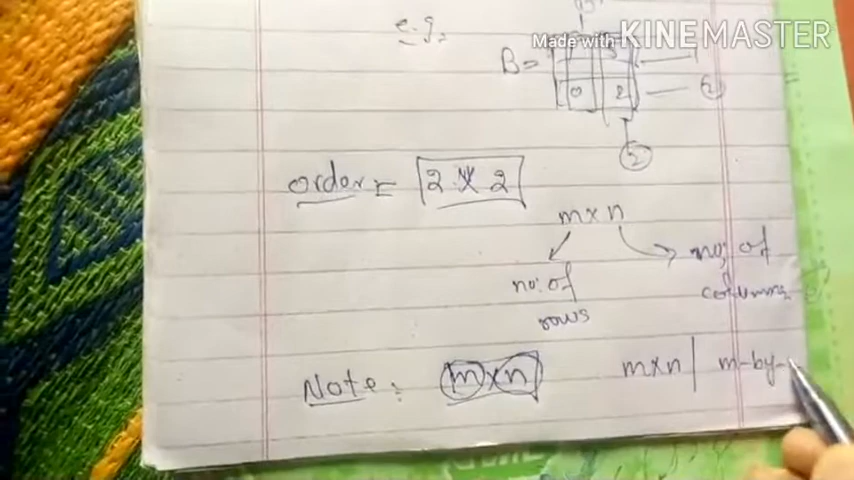 e.g,
Made with KINEMASTER
B =
0 2 2
2
order = 2 x 2
m x n
no: of no: of
rows columns
Note: m x n m x n | m-by-